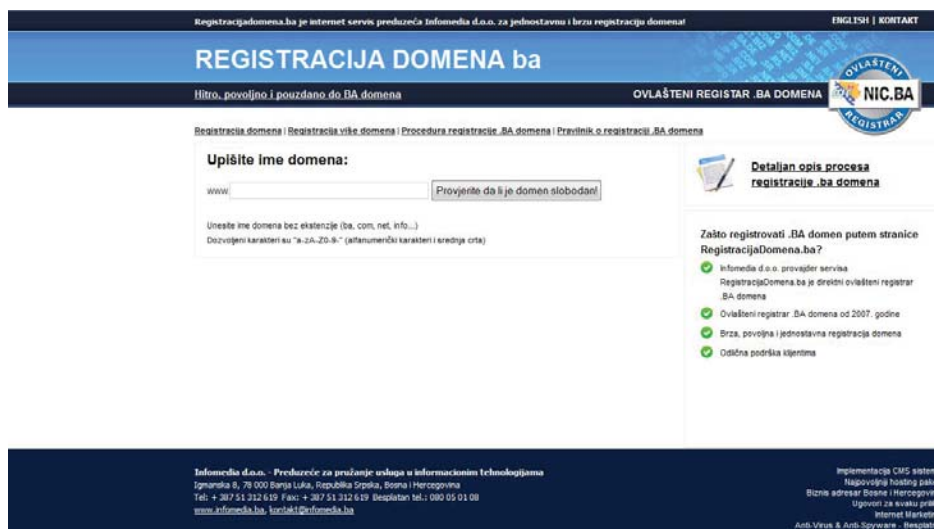 Registracijadomena.ba je internet servis preduzeća Infomedia d.o.o. za jednostavnu i brzu registraciju domena!
ENGLISH | KONTAKT
REGISTRACIJA DOMENA ba
Hitro, povoljno i pouzdano do BA domena
OVLAŠTENI REGISTAR .BA DOMENA
OVLAŠTENI
NIC.BA
REGISTRAR
Registracija domena | Registracija više domena | Procedura registracije .BA domena | Pravilnik o registraciji .BA domena
Upišite ime domena:
www.
Provjerite da li je domen slobodan!
Unesite ime domena bez ekstenzije (ba, com, net, info...)
Dozvoljeni karakteri su "a-zA-Z0-9-" (alfanumerički karakteri i srednja crta)
Detaljan opis procesa
registracije .ba domena
Zašto registrovati .BA domen putem stranice
RegistracijaDomena.ba?
Infomedia d.o.o. provajder servisa
RegistracijaDomena.ba je direktni ovlašteni registrar
.BA domena
Ovlašteni registrar .BA domena od 2007. godine
Brza, povoljna i jednostavna registracija domena
Odlična podrška klijentima
Infomedia d.o.o. - Preduzeće za pružanje usluga u informacionim tehnologijama
Igmanska 8, 78 000 Banja Luka, Republika Srpska, Bosna i Hercegovina
Tel: + 387 51 312 619 Fax: + 387 51 312 619 Besplatan tel.: 080 05 01 08
www.infomedia.ba, kontakt@infomedia.ba
Implementacija CMS sistem
Najpovoljniji hosting pake
Biznis adresar Bosne i Hercegovin
Ugovori za svaku prili
Internet Marketin
Anti-Virus & Anti-Spyware - Besplatn